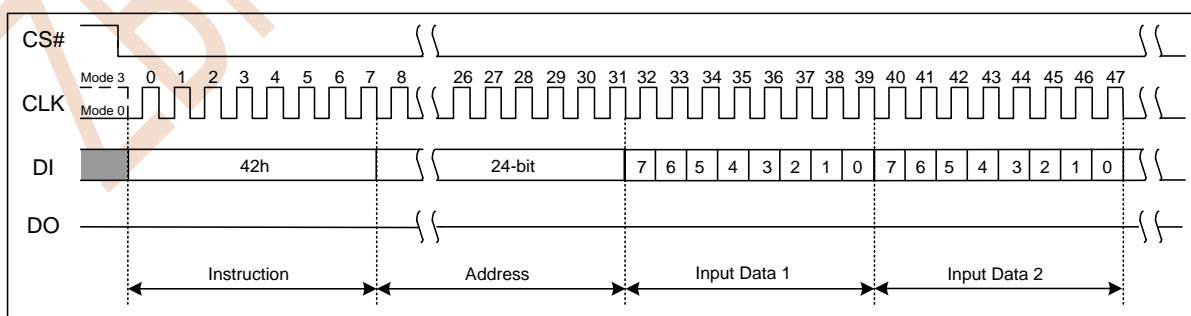 CS#
Mode 3 0 1 2 3 4 5 6 7 8 26 27 28 29 30 31 32 33 34 35 36 37 38 39 40 41 42 43 44 45 46 47
CLK
Mode 0
DI 42h 24-bit 7 6 5 4 3 2 1 0 7 6 5 4 3 2 1 0
DO
Instruction Address Input Data 1 Input Data 2